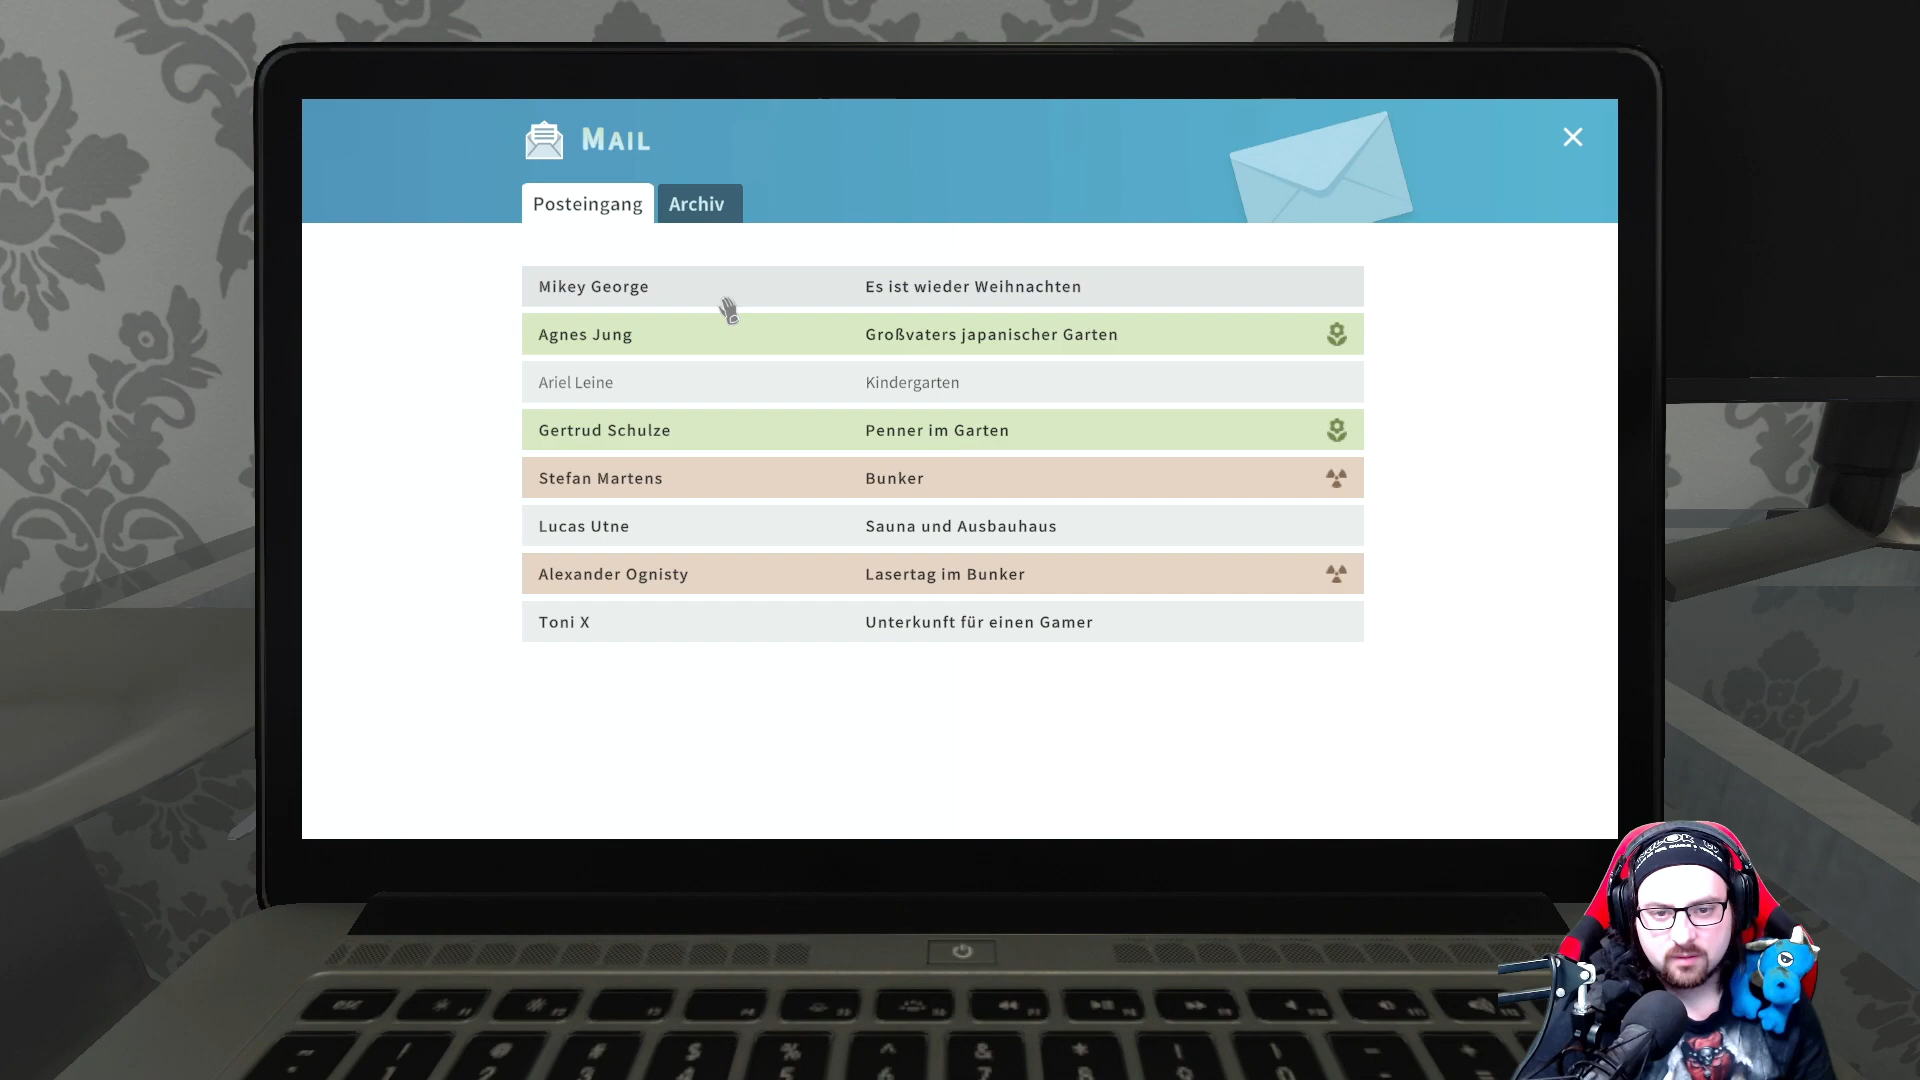 MAIL
Posteingang Archiv
Mikey George Es ist wieder Weihnachten
Agnes Jung Großvaters japanischer Garten
Ariel Leine Kindergarten
Gertrud Schulze Penner im Garten
Stefan Martens Bunker
Lucas Utne Sauna und Ausbauhaus
Alexander Ognisty Lasertag im Bunker
Toni X Unterkunft für einen Gamer
esc